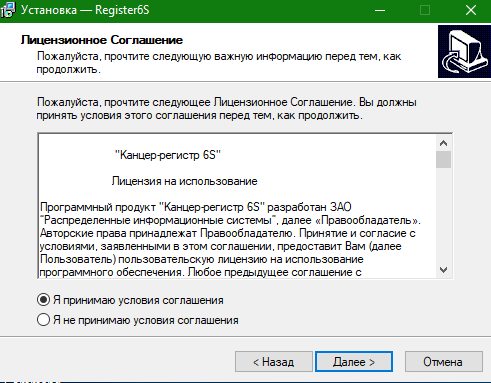 Установка — Register6S
Лицензионное Соглашение
Пожалуйста, прочтите следующую важную информацию перед тем, как
продолжить.
Пожалуйста, прочтите следующее Лицензионное Соглашение. Вы должны
принять условия этого соглашения перед тем, как продолжить.
"Канцер-регистр 6S"
Лицензия на использование
Программный продукт "Канцер-регистр 6S" разработан ЗАО
"Распределенные информационные системы", далее «Правообладатель».
Авторские права принадлежат Правообладателю. Принятие и согласие с
условиями, заявленными в этом соглашении, предоставит Вам (далее
Пользователь) пользовательскую лицензию на использование
программного обеспечения. Любое предыдущее соглашение с
Я принимаю условия соглашения
Я не принимаю условия соглашения
< Назад Далее > Отмена